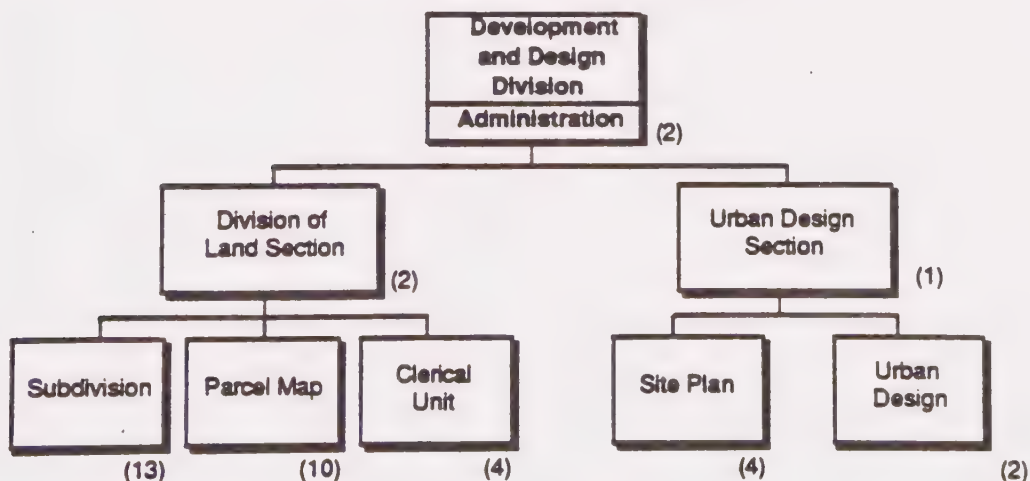 Development
and Design
Division
Administration
(2)
Division of
Land Section
(2)
Urban Design
Section
(1)
Subdivision
(13)
Parcel Map
(10)
Clerical
Unit
(4)
Site Plan
(4)
Urban
Design
(2)